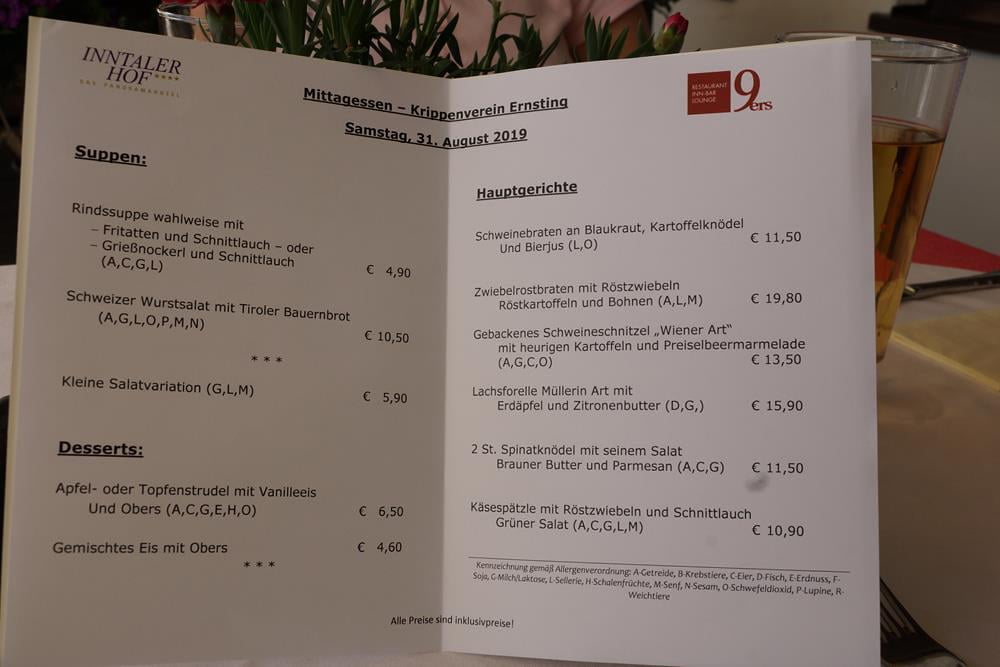 INNTALER
HOF ****
DAS PANORAMAHOTEL
RESTAURANT
INN-BAR
LOUNGE
9ers
Mittagessen – Krippenverein Ernsting
Samstag, 31. August 2019
Suppen:
Rindssuppe wahlweise mit
– Fritatten und Schnittlauch – oder
– Grießnockerl und Schnittlauch
(A,C,G,L) € 4,90
Schweizer Wurstsalat mit Tiroler Bauernbrot
(A,G,L,O,P,M,N) € 10,50
* * *
Kleine Salatvariation (G,L,M) € 5,90
Desserts:
Apfel- oder Topfenstrudel mit Vanilleeis
Und Obers (A,C,G,E,H,O) € 6,50
Gemischtes Eis mit Obers € 4,60
* * *
Hauptgerichte
Schweinebraten an Blaukraut, Kartoffelknödel
Und Bierjus (L,O) € 11,50
Zwiebelrostbraten mit Röstzwiebeln
Röstkartoffeln und Bohnen (A,L,M) € 19,80
Gebackenes Schweineschnitzel „Wiener Art“
mit heurigen Kartoffeln und Preiselbeermarmelade
(A,G,C,O) € 13,50
Lachsforelle Müllerin Art mit
Erdäpfel und Zitronenbutter (D,G,) € 15,90
2 St. Spinatknödel mit seinem Salat
Brauner Butter und Parmesan (A,C,G) € 11,50
Käsespätzle mit Röstzwiebeln und Schnittlauch
Grüner Salat (A,C,G,L,M) € 10,90
Kennzeichnung gemäß Allergenverordnung: A-Getreide, B-Krebstiere, C-Eier, D-Fisch, E-Erdnuss, F-
Soja, G-Milch/Laktose, L-Sellerie, H-Schalenfrüchte, M-Senf, N-Sesam, O-Schwefeldioxid, P-Lupine, R-
Weichtiere
Alle Preise sind inklusivpreise!